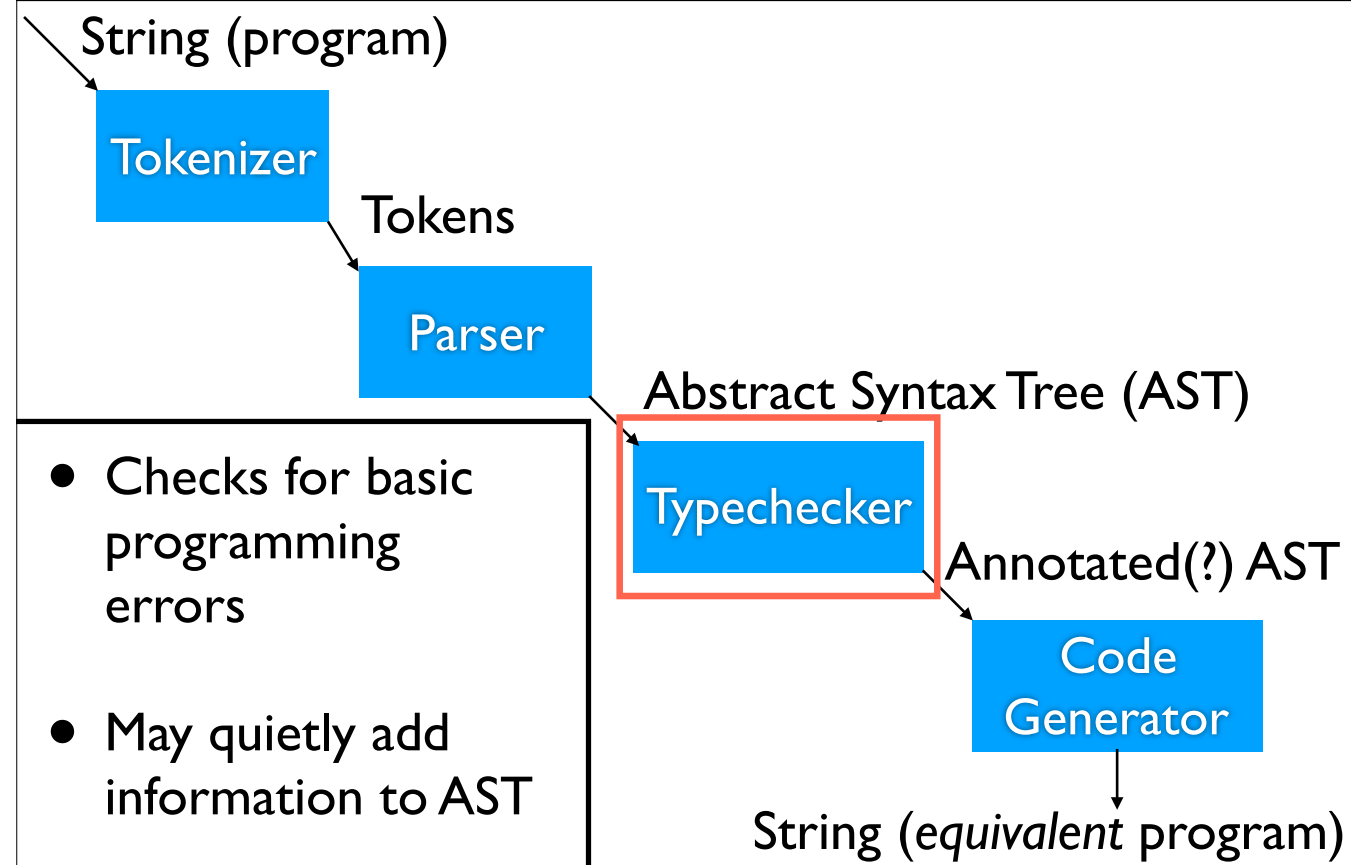 String (program)
Tokenizer
Tokens
Parser
Abstract Syntax Tree (AST)
Typechecker
Annotated(?) AST
Code
Generator
String (equivalent program)
● Checks for basic
programming
errors
● May quietly add
information to AST